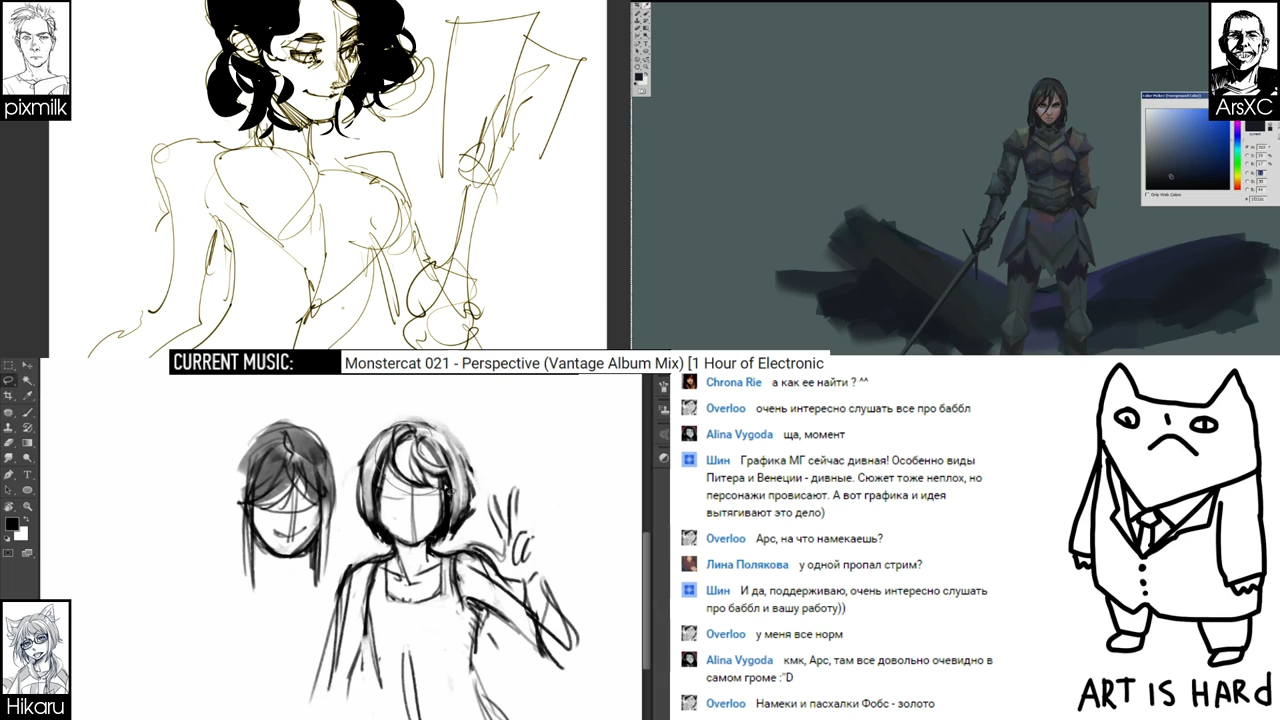 pixmilk
ArsXC
Only Web Colors
CURRENT MUSIC: Monstercat 021 - Perspective (Vantage Album Mix) [1 Hour of Electronic
Chrona Rie а как ее найти ? ^^
Overloo очень интересно слушать все про баббл
Alina Vygoda ща, момент
Шин Графика МГ сейчас дивная! Особенно виды
Питера и Венеции - дивные. Сюжет тоже неплох, но
персонажи провисают. А вот графика и идея
вытягивают это дело)
Overloo Арс, на что намекаешь?
Лина Полякова у одной пропал стрим?
Шин И да, поддерживаю, очень интересно слушать
про баббл и вашу работу))
Overloo у меня все норм
Alina Vygoda кмк, Арс, там все довольно очевидно в
самом громе :"D
Overloo Намеки и пасхалки Фобс - золото
Hikaru
ART IS HARd